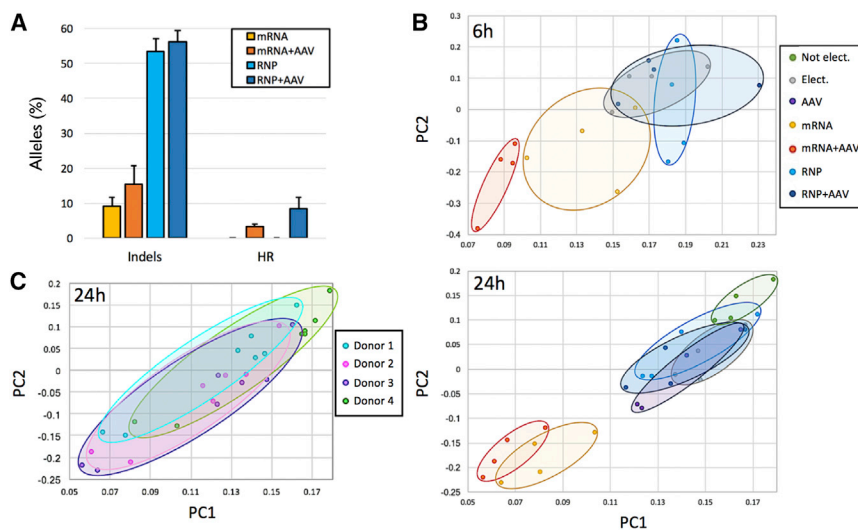 A
Alleles (%)
60
50
40
30
20
10
0
mRNA
mRNA+AAV
RNP
RNP+AAV
Indels HR
B
6h
PC2
0.3
0.2
0.1
0
-0.1
-0.2
-0.3
-0.4
0.07 0.09 0.11 0.13 0.15 0.17 0.19 0.21 0.23
Not elect.
Elect.
AAV
mRNA
mRNA+AAV
RNP
RNP+AAV
24h
PC2
0.2
0.15
0.1
0.05
0
-0.05
-0.1
-0.15
-0.2
-0.25
0.05 0.07 0.09 0.11 0.13 0.15 0.17
PC1
C
24h
PC2
0.2
0.15
0.1
0.05
0
-0.05
-0.1
-0.15
-0.2
-0.25
0.05 0.07 0.09 0.11 0.13 0.15 0.17
PC1
Donor 1
Donor 2
Donor 3
Donor 4